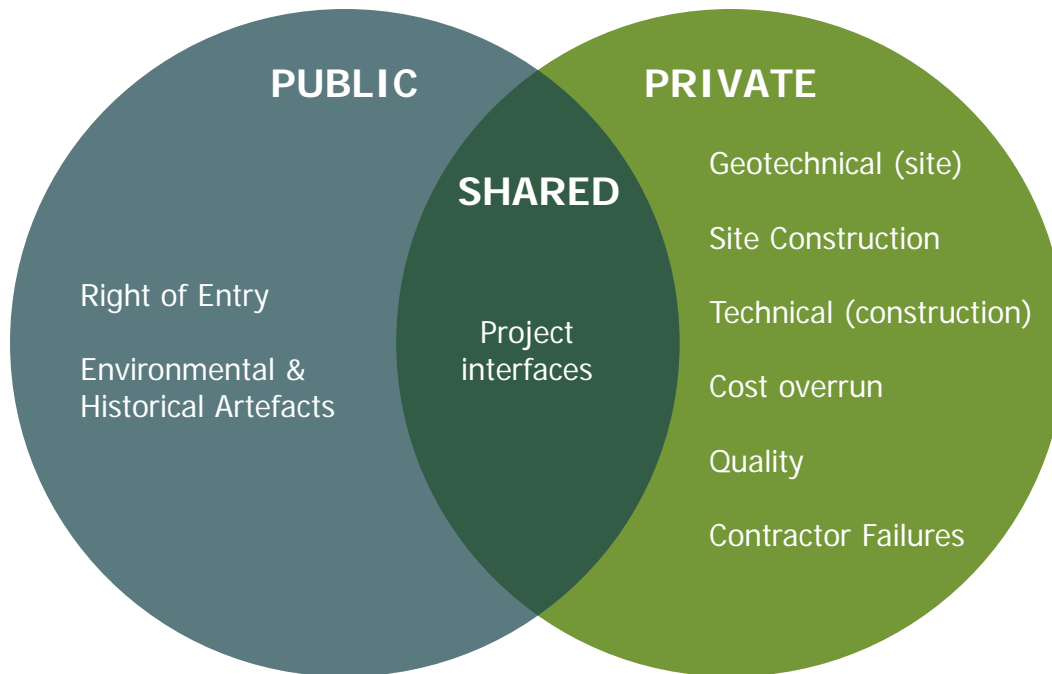 PUBLIC
Right of Entry
Environmental &
Historical Artefacts
SHARED
Project
interfaces
PRIVATE
Geotechnical (site)
Site Construction
Technical (construction)
Cost overrun
Quality
Contractor Failures